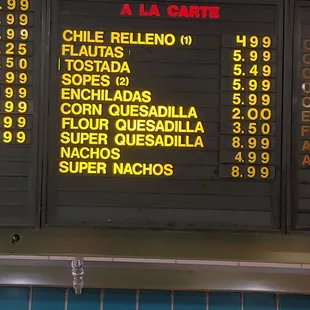 A LA CARTE
CHILE RELLENO (1) 4 99
FLAUTAS 5.99
TOSTADA 5.49
SOPES (2) 5.99
ENCHILADAS 5.99
CORN QUESADILLA 2.00
FLOUR QUESADILLA 3.50
SUPER QUESADILLA 8.99
NACHOS 4.99
SUPER NACHOS 8.99